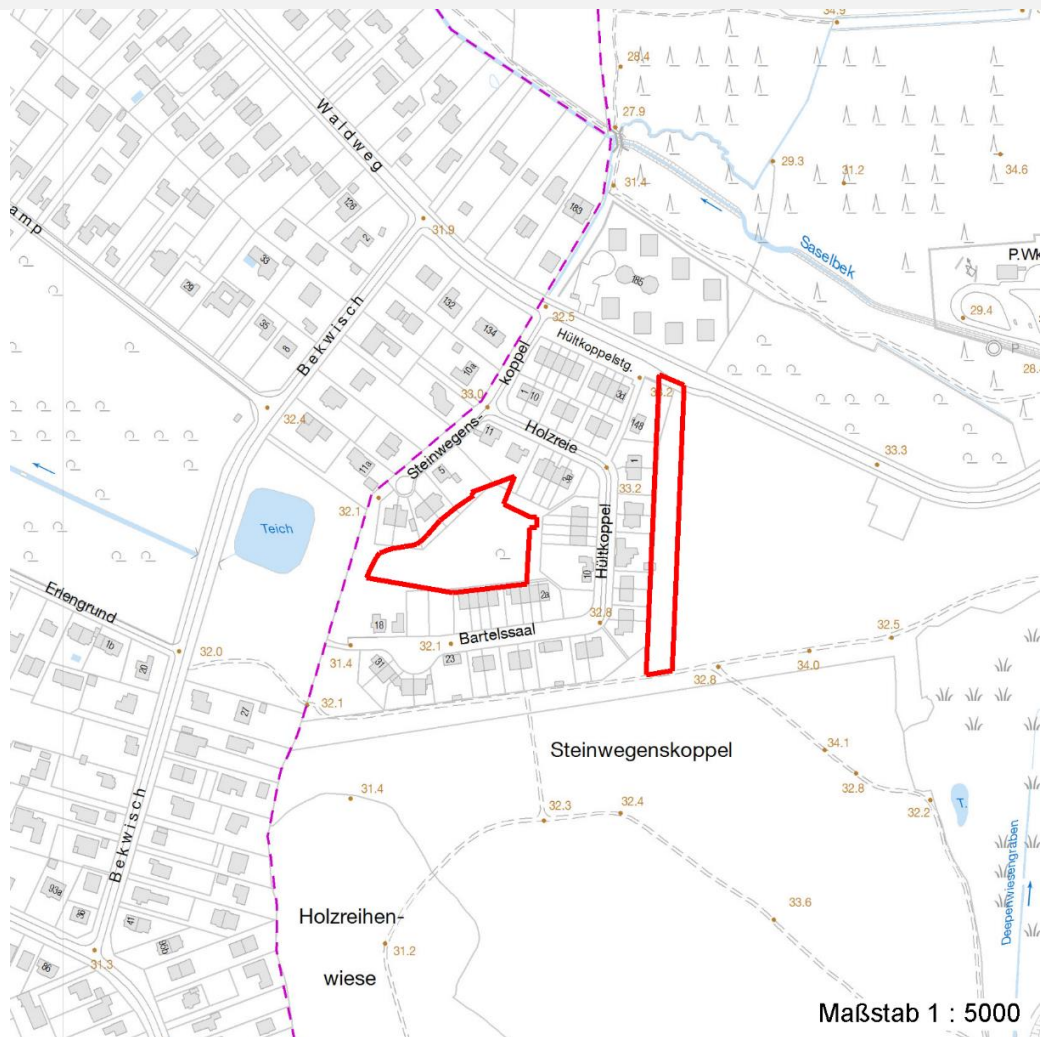 34.9
28.4
27.9
29.3
31.2
34.6
31.4
Waldweg
126
2
183
31.9
amp
33
29
35
8
Bekwisch
132
134
10a
185
Saselbek
P.Wk
29.4
P
28.
32.5
Hültkoppelstg.
3d
koppel
1
10
33.0
Steinwegens-
11
Holzreie
9a
148
1
33.2
33.3
32.4
11a
5
32.1
Teich
Hültkoppel
10
2a
32.8
Erlengrund
1b
20
32.0
18
Bartelssaal
32.1
31.4
31
23
32.5
34.0
32.8
27
32.1
Steinwegenskoppel
34.1
32.8
32.2
T.
31.4
32.3
32.4
Deepenwiesengraben
Bekwisch
93a
36
41
86b
86
31.3
Holzreihen-
wiese
31.2
33.6
Maßstab 1 : 5000